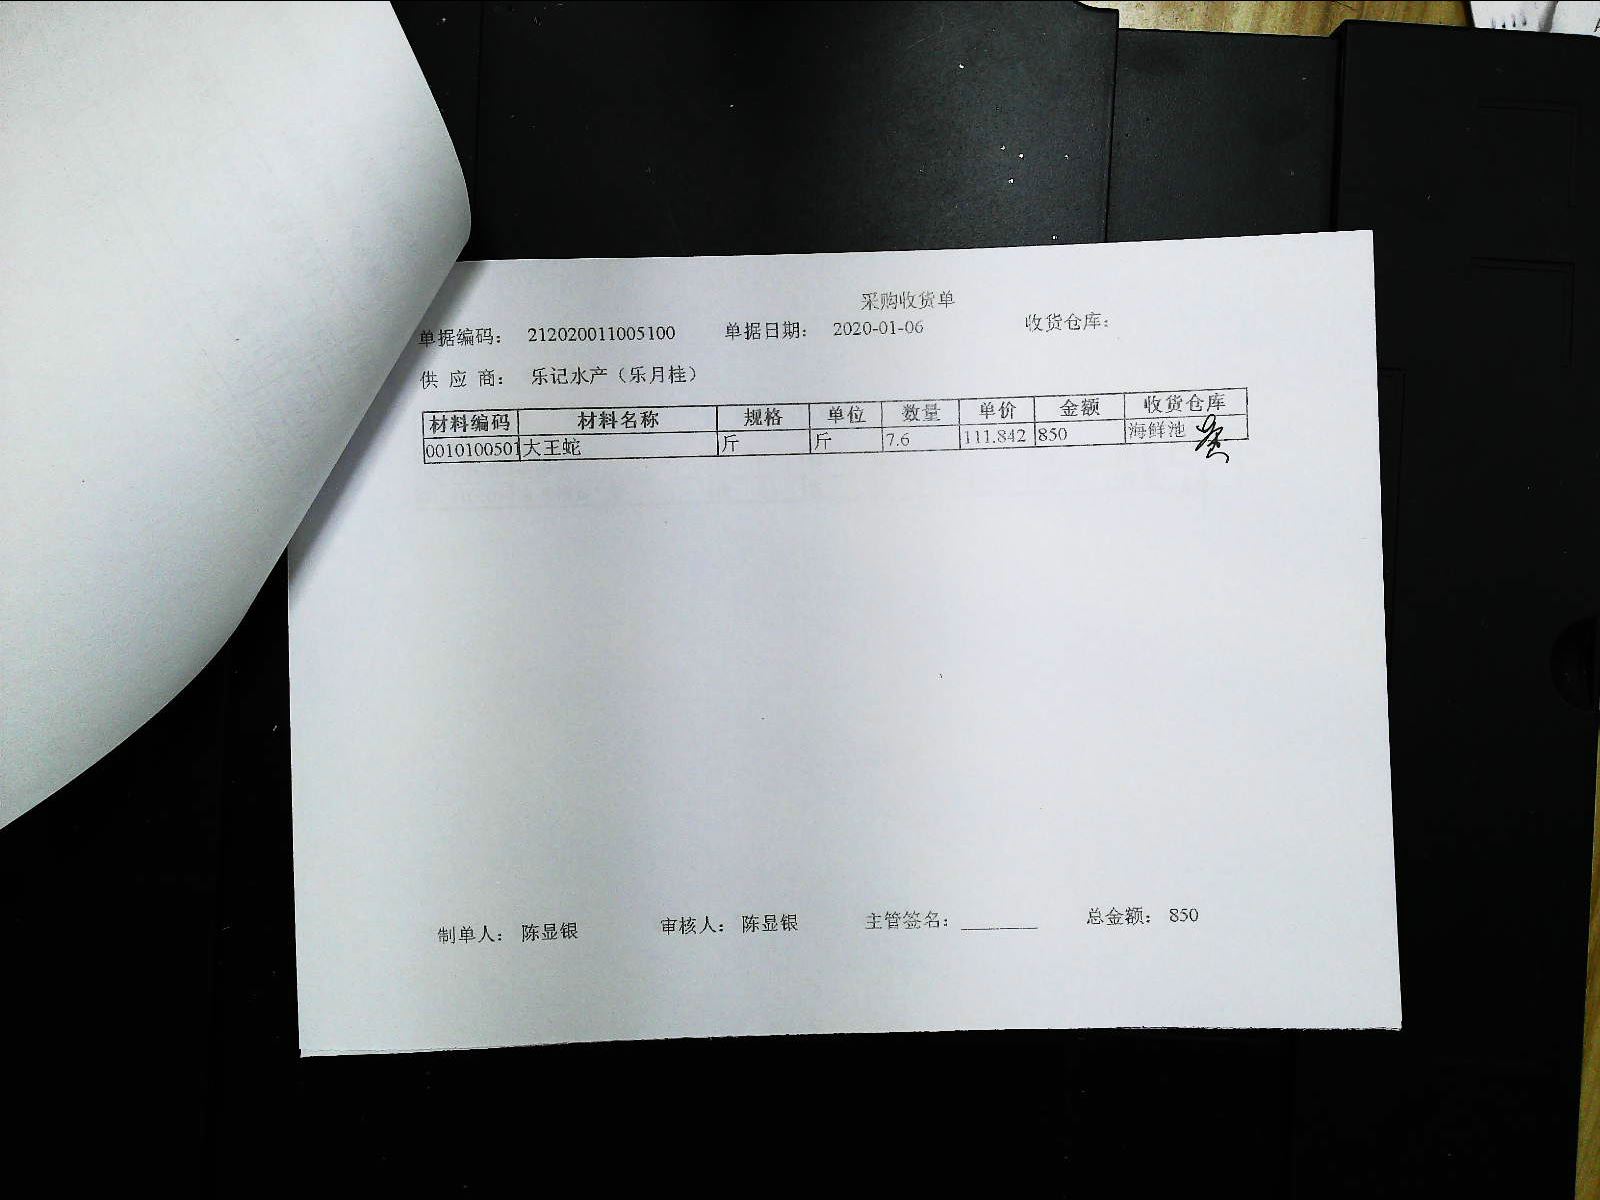 采购收货单
单据编码： 212020011005100 单据日期： 2020-01-06 收货仓库：
供 应 商： 乐记水产（乐月桂）
材料编码 材料名称 规格 单位 数量 单价 金额 收货仓库
0010100501 大王蛇 斤 斤 7.6 111.842 850 海鲜池
制单人： 陈显银 审核人： 陈显银 主管签名：________ 总金额： 850